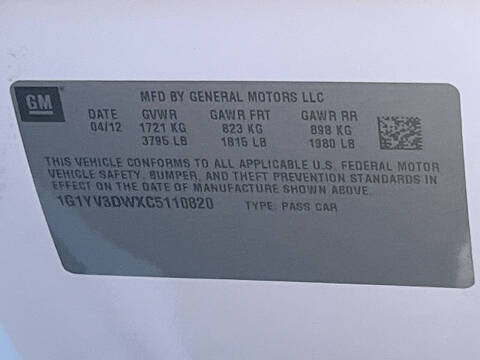 GM
MFD BY GENERAL MOTORS LLC
DATE GVWR GAWR FRT GAWR RR
04/12 1721 KG 823 KG 898 KG
3795 LB 1815 LB 1980 LB
THIS VEHICLE CONFORMS TO ALL APPLICABLE U.S. FEDERAL MOTOR
VEHICLE SAFETY, BUMPER, AND THEFT PREVENTION STANDARDS IN
EFFECT ON THE DATE OF MANUFACTURE SHOWN ABOVE.
1G1YV3DWXC5110820 TYPE: PASS CAR